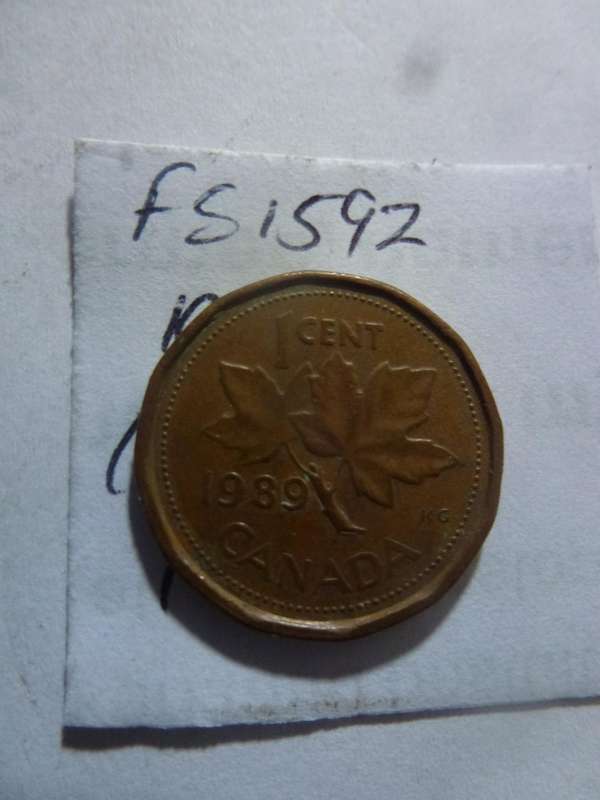 FS1592
1 CENT
1989
KG
CANADA